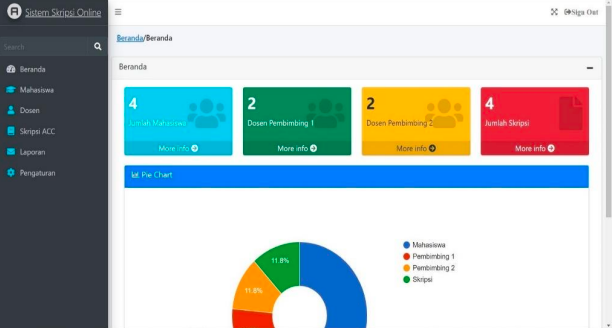 Sistem Skripsi Online
Sign Out
Search
Beranda/Beranda
Beranda
Mahasiswa
Dosen
Skripsi ACC
Laporan
Pengaturan
Beranda
4
Jumlah Mahasiswa
More info
2
Dosen Pembimbing 1
More info
2
Dosen Pembimbing 2
More info
4
Jumlah Skripsi
More info
Pie Chart
11.8%
11.8%
Mahasiswa
Pembimbing 1
Pembimbing 2
Skripsi